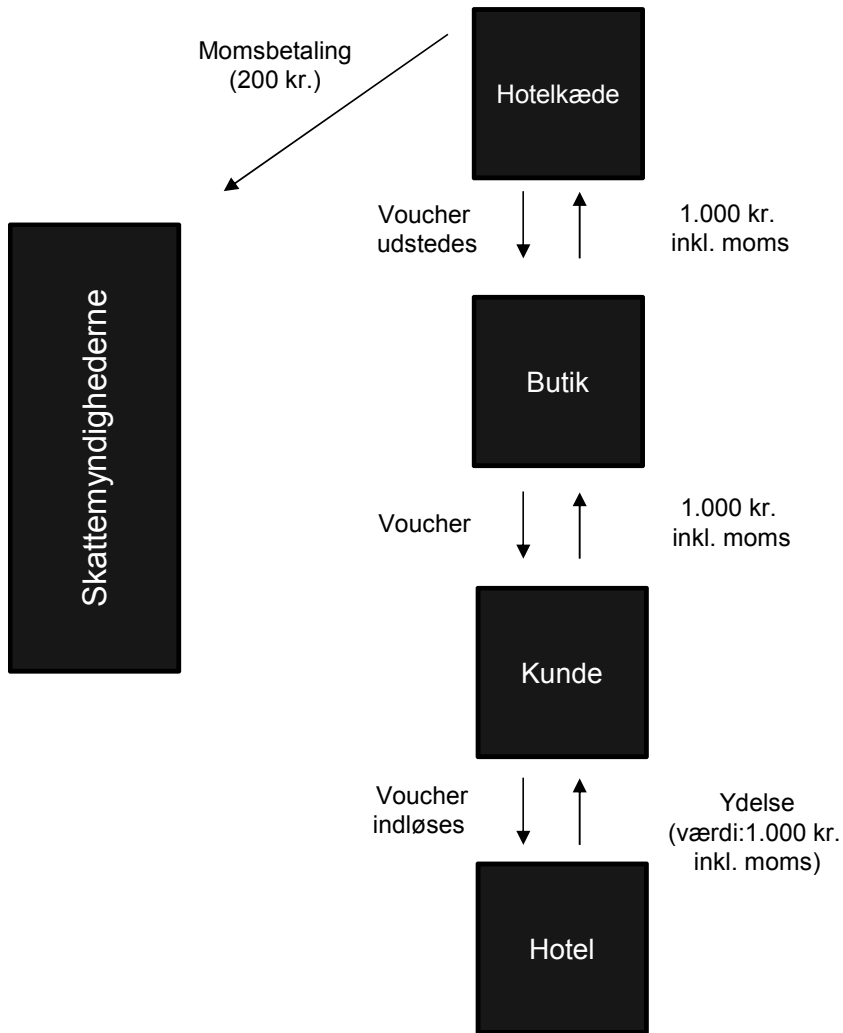 Momsbetaling
(200 kr.)
Hotelkæde
Voucher
udstedes
1.000 kr.
inkl. moms
Skattemyndighederne
Butik
Voucher
1.000 kr.
inkl. moms
Kunde
Voucher
indløses
Ydelse
(værdi:1.000 kr.
inkl. moms)
Hotel